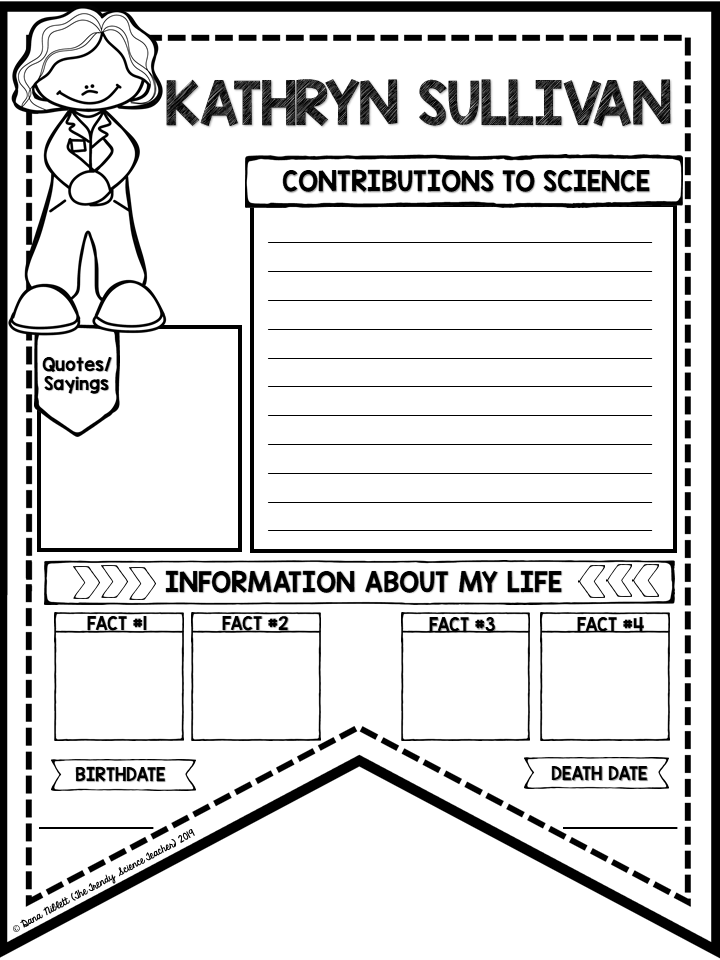 KATHRYN SULLIVAN
CONTRIBUTIONS TO SCIENCE
Quotes/
Sayings
INFORMATION ABOUT MY LIFE
FACT #1
FACT #2
FACT #3
FACT #4
BIRTHDATE
DEATH DATE
© Dana Niblett (The Trendy Science Teacher) 2019